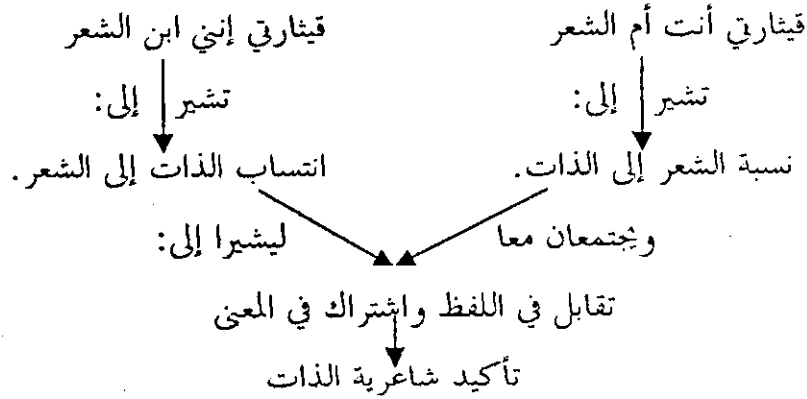 قيثارتي أنت أم الشعر قيثارتي إنني ابن الشعر
تشير إلى: تشير إلى:
نسبة الشعر إلى الذات. انتساب الذات إلى الشعر.
ويجتمعان معا ليشيرا إلى:
تقابل في اللفظ واشتراك في المعنى
تأكيد شاعرية الذات